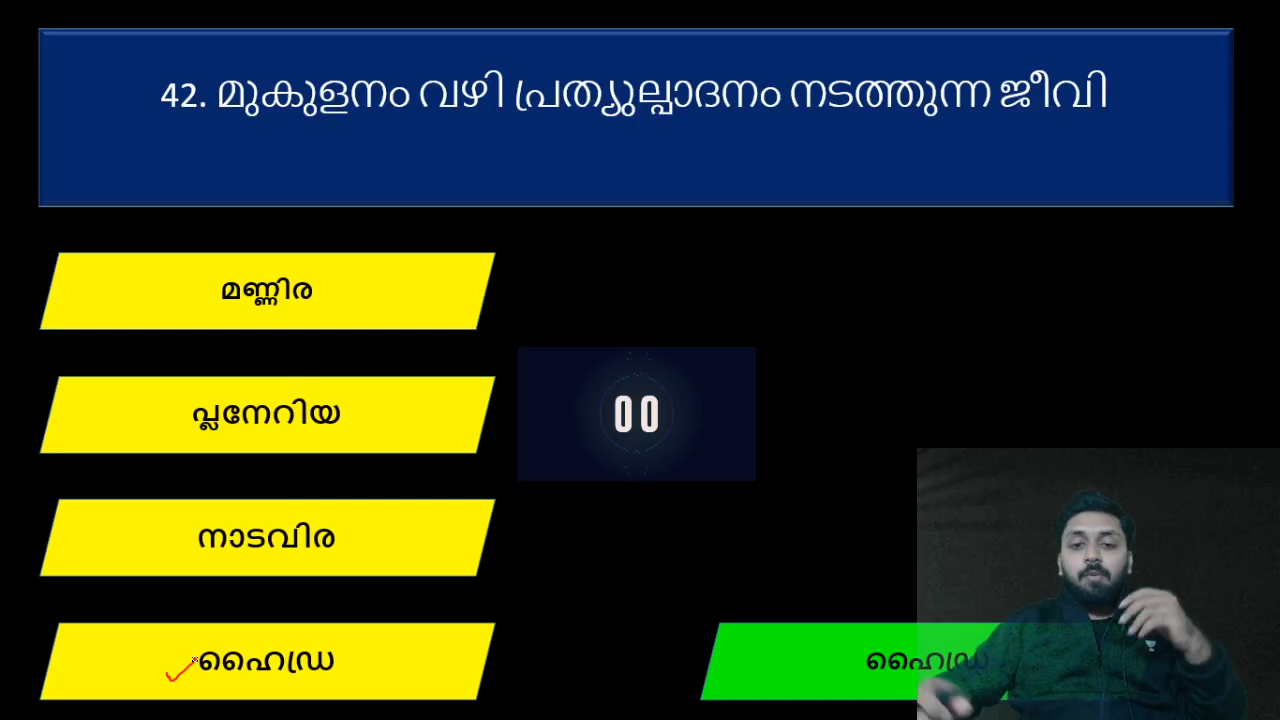 42. മുകുളനം വഴി പ്രത്യുല്പാദനം നടത്തുന്ന ജീവി
മണ്ണിര
പ്ലനേറിയ
00
നാടവിര
ഹൈഡ്ര
ഹൈഡ്ര